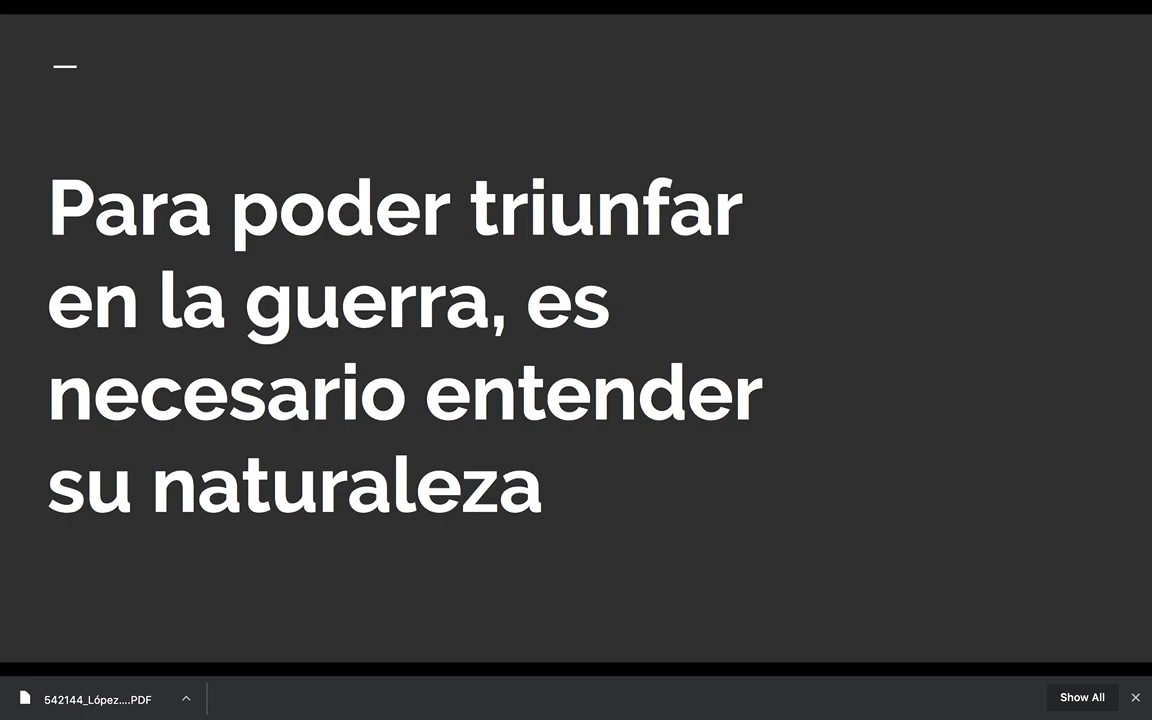 Para poder triunfar
en la guerra, es
necesario entender
su naturaleza
542144_López....PDF
Show All